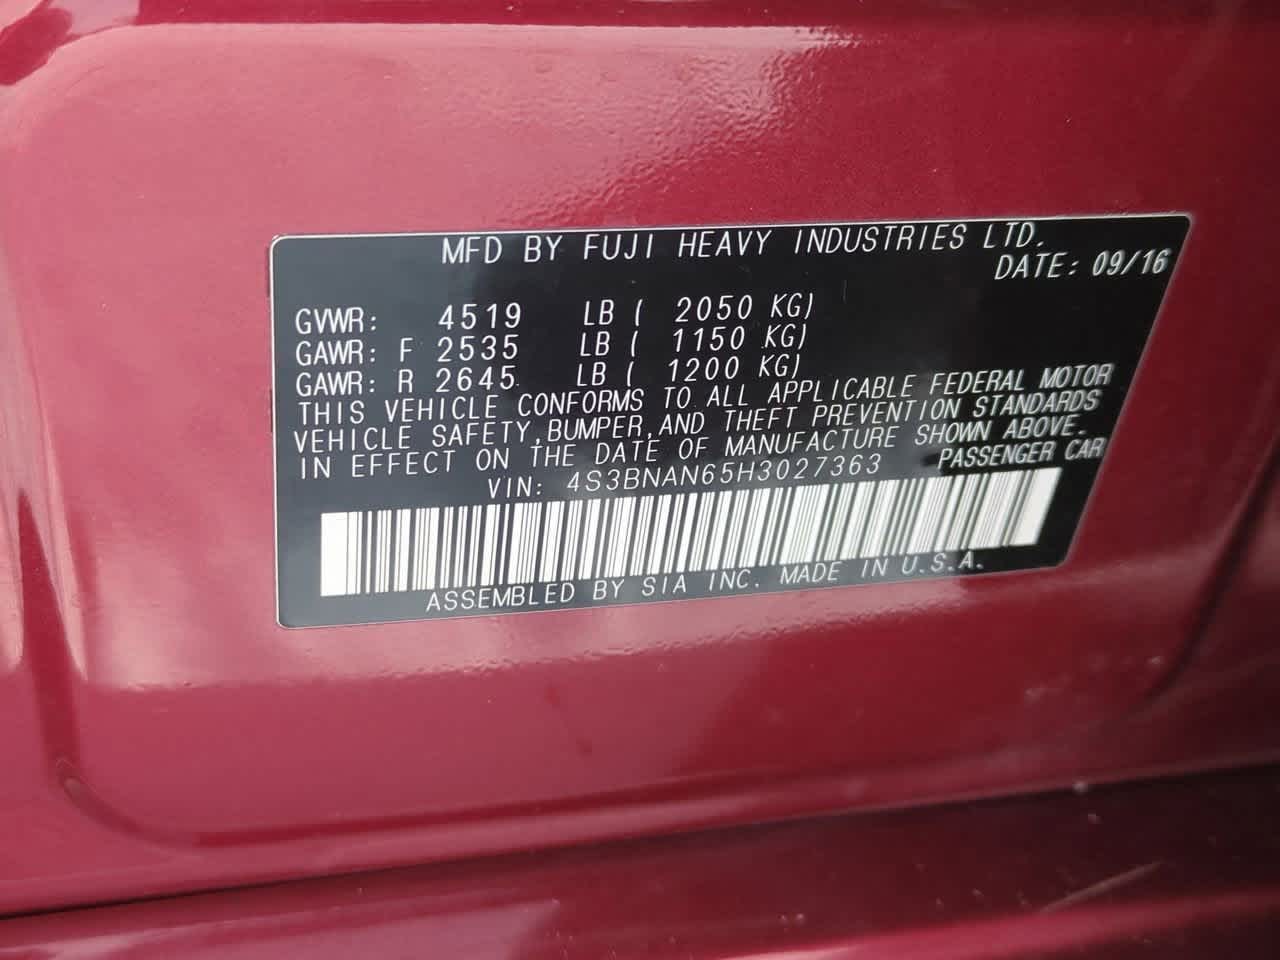 MFD BY FUJI HEAVY INDUSTRIES LTD.
DATE: 09/16
GVWR: 4519 LB ( 2050 KG)
GAWR: F 2535 LB ( 1150 KG)
GAWR: R 2645 LB ( 1200 KG)
THIS VEHICLE CONFORMS TO ALL APPLICABLE FEDERAL MOTOR
VEHICLE SAFETY, BUMPER, AND THEFT PREVENTION STANDARDS
IN EFFECT ON THE DATE OF MANUFACTURE SHOWN ABOVE.
VIN: 4S3BNAN65H3027363 PASSENGER CAR
ASSEMBLED BY SIA INC. MADE IN U.S.A.